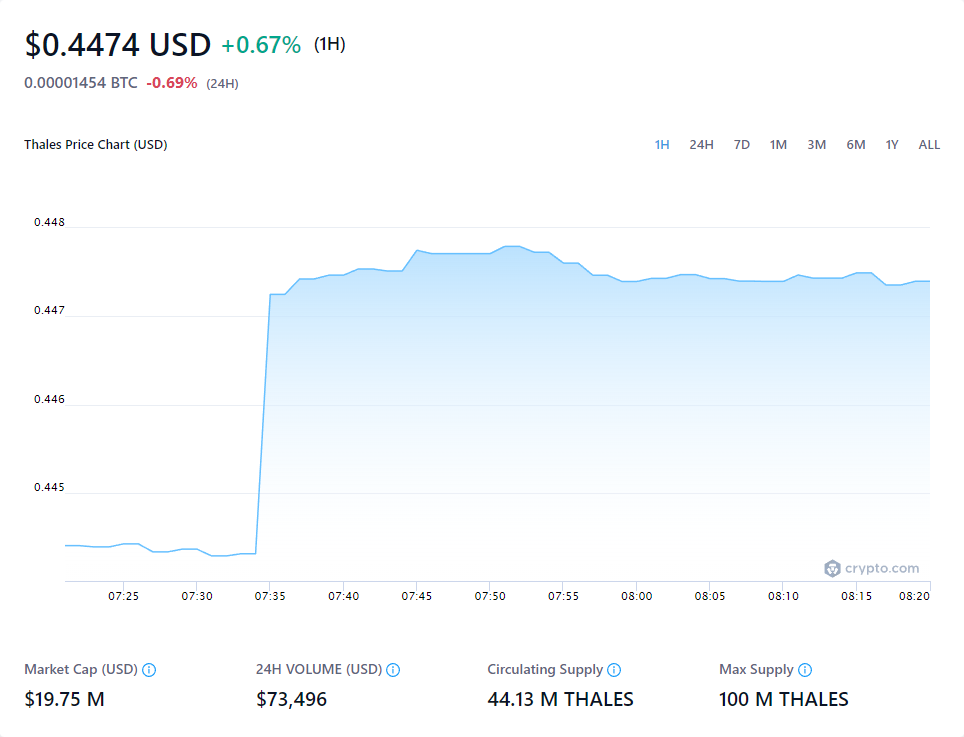 $0.4474 USD +0.67% (1H)
0.00001454 BTC -0.69% (24H)
Thales Price Chart (USD) 1H 24H 7D 1M 3M 6M 1Y ALL
0.448
0.447
0.446
0.445
crypto.com
07:25 07:30 07:35 07:40 07:45 07:50 07:55 08:00 08:05 08:10 08:15 08:20
Market Cap (USD) 24H VOLUME (USD) Circulating Supply Max Supply
$19.75 M $73,496 44.13 M THALES 100 M THALES